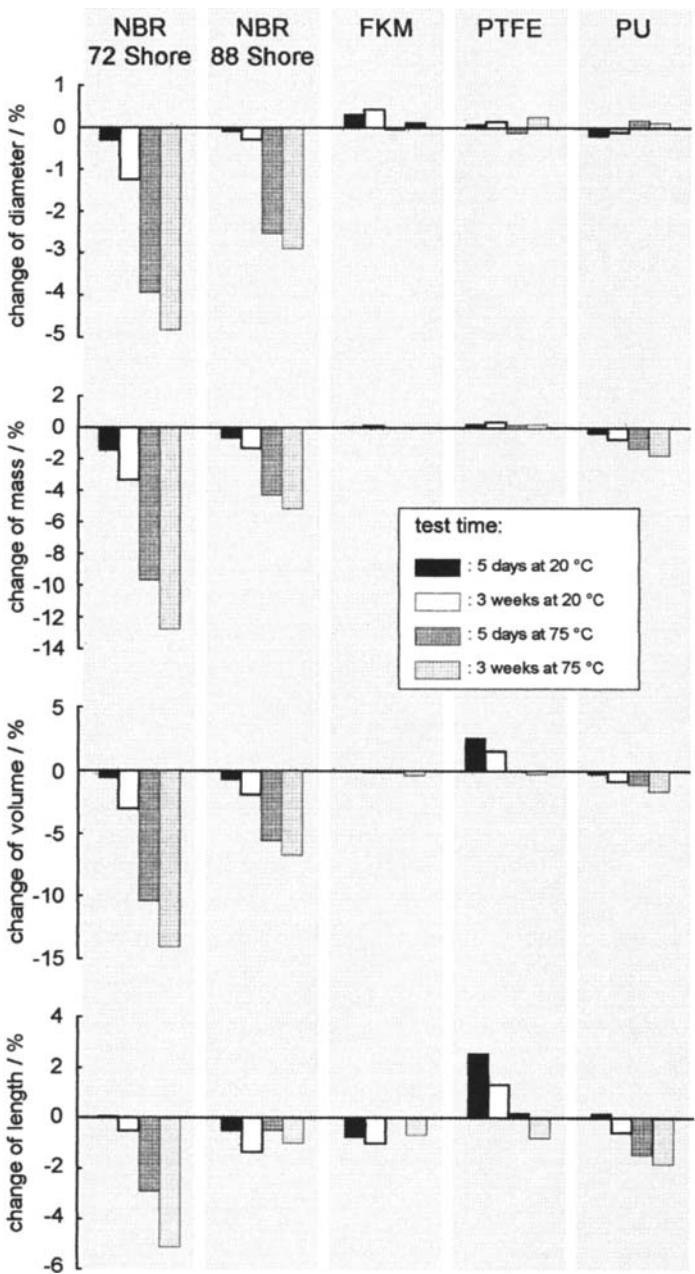 NBR
72 Shore
NBR
88 Shore
FKM
PTFE
PU
change of diameter / %
1
0
-1
-2
-3
-4
-5
change of mass / %
2
0
-2
-4
-6
-8
-10
-12
-14
test time:
: 5 days at 20 °C
: 3 weeks at 20 °C
: 5 days at 75 °C
: 3 weeks at 75 °C
change of volume / %
5
0
-5
-10
-15
change of length / %
4
2
0
-2
-4
-6